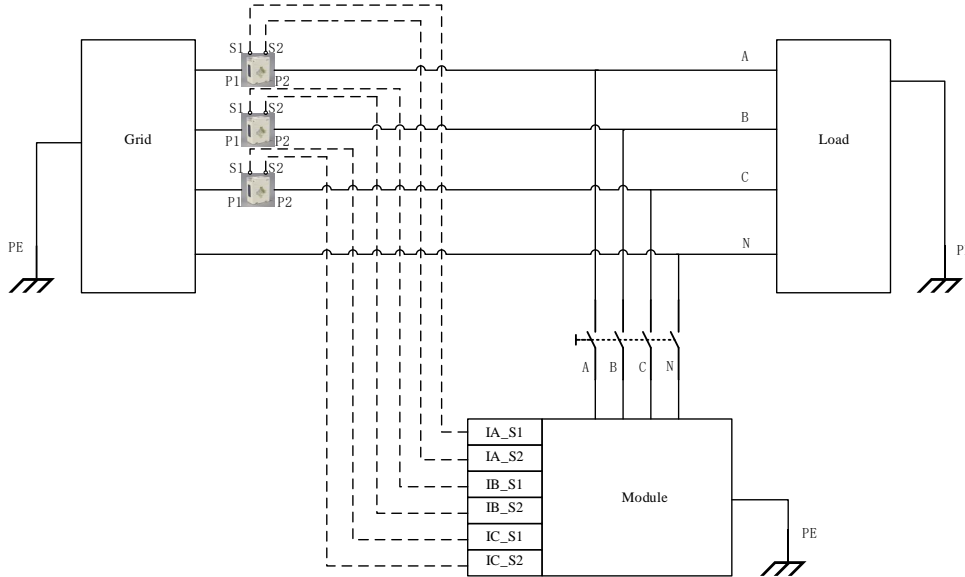 S1 S2
A
P1 P2
S1 S2
B
Grid
P1 P2
Load
S1 S2
C
P1 P2
N
PE
P
A B C N
IA_S1
IA_S2
IB_S1
Module
IB_S2
IC_S1
PE
IC_S2